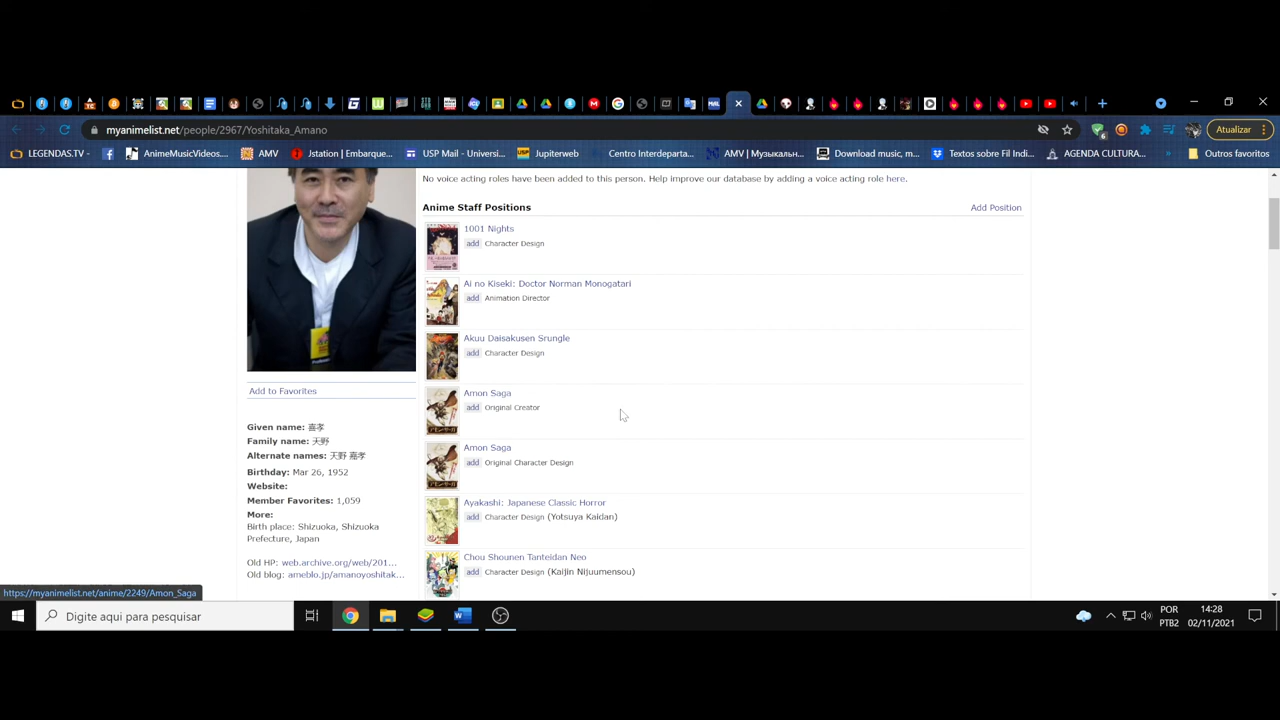 myanimelist.net/people/2967/Yoshitaka_Amano
Atualizar
LEGENDAS.TV - AnimeMusicVideos.... AMV Jstation | Embarque... USP Mail - Universi... Jupiterweb Centro Interdeparta... AMV | Музыкальн... Download music, m... Textos sobre Fil Indi... AGENDA CULTURA... Outros favoritos
No voice acting roles have been added to this person. Help improve our database by adding a voice acting role here.
Anime Staff Positions
Add Position
1001 Nights
add Character Design
Ai no Kiseki: Doctor Norman Monogatari
add Animation Director
Akuu Daisakusen Srungle
add Character Design
Amon Saga
add Original Creator
Amon Saga
add Original Character Design
Ayakashi: Japanese Classic Horror
add Character Design (Yotsuya Kaidan)
Chou Shounen Tanteidan Neo
add Character Design (Kaijin Nijuumensou)
Add to Favorites
Given name: 嘉孝
Family name: 天野
Alternate names: 天野 嘉孝
Birthday: Mar 26, 1952
Website:
Member Favorites: 1,059
More:
Birth place: Shizuoka, Shizuoka
Prefecture, Japan
Old HP: web.archive.org/web/201...
Old blog: ameblo.jp/amanoyoshitak...
https://myanimelist.net/anime/2249/Amon_Saga
Digite aqui para pesquisar
POR
PTB2
14:28
02/11/2021